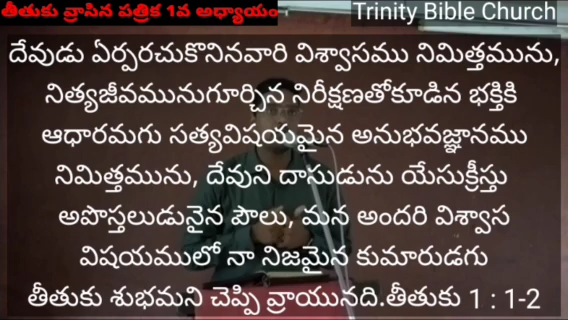 తీతుకు వ్రాసిన పత్రిక 1వ అధ్యాయం
Trinity Bible Church
దేవుడు ఏర్పరచుకొనినవారి విశ్వాసము నిమిత్తమును,
నిత్యజీవమునుగూర్చిన నిరీక్షణతోకూడిన భక్తికి
ఆధారమగు సత్యవిషయమైన అనుభవజ్ఞానము
నిమిత్తమును, దేవుని దాసుడును యేసుక్రీస్తు
అపొస్తలుడునైన పౌలు, మన అందరి విశ్వాస
విషయములో నా నిజమైన కుమారుడగు
తీతుకు శుభమని చెప్పి వ్రాయునది.తీతుకు 1 : 1-2